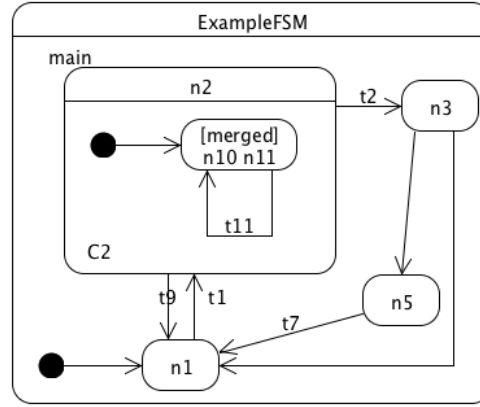 ExampleFSM
main
n2
t2
n3
[merged]
n10 n11
t11
C2
t9
t1
n5
t7
n1